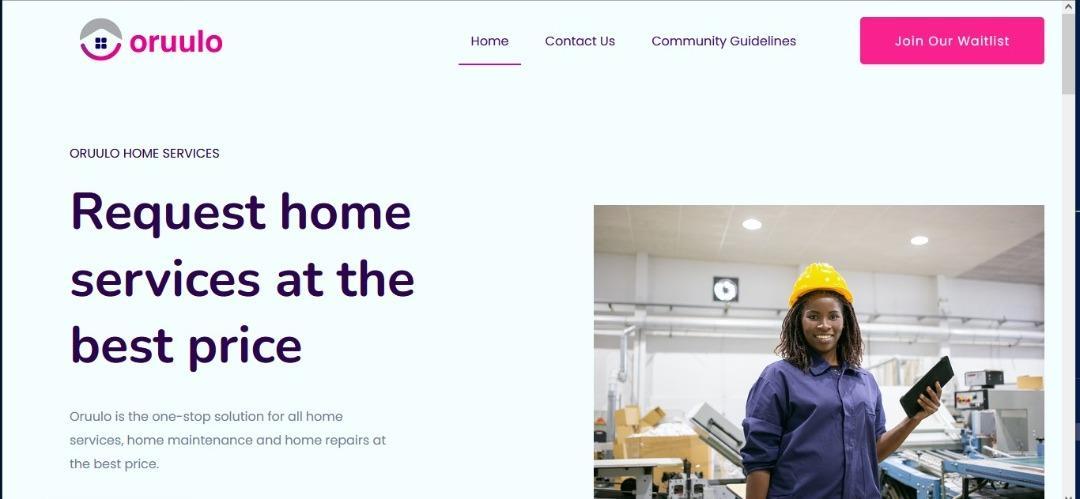 oruulo
Home
Contact Us
Community Guidelines
Join Our Waitlist
ORUULO HOME SERVICES
Request home
services at the
best price
Oruulo is the one-stop solution for all home
services, home maintenance and home repairs at
the best price.